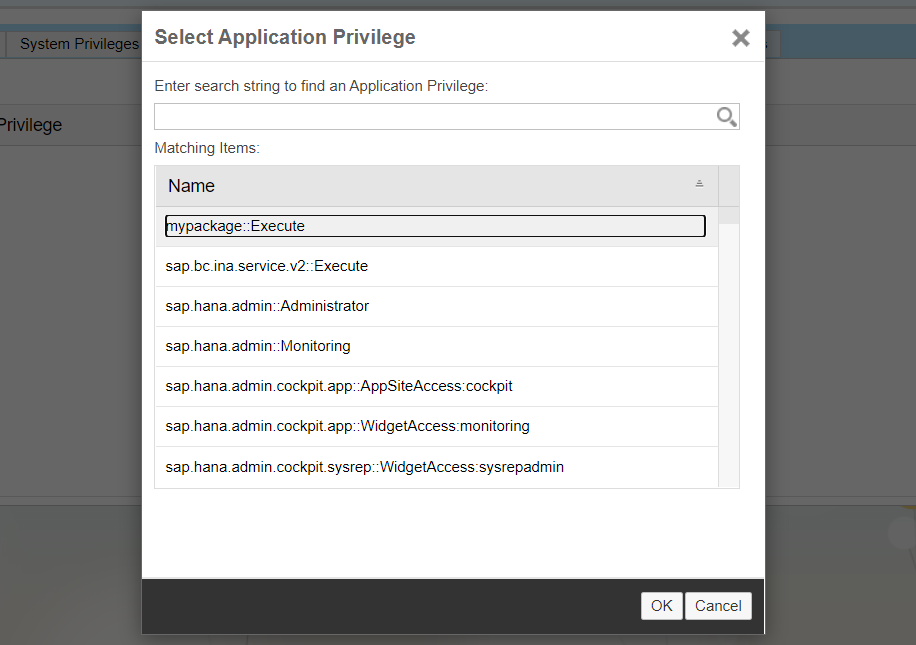 Select Application Privilege
System Privileges
Enter search string to find an Application Privilege:
Privilege
Matching Items:
Name
mypackage::Execute
sap.bc.ina.service.v2::Execute
sap.hana.admin::Administrator
sap.hana.admin::Monitoring
sap.hana.admin.cockpit.app::AppSiteAccess:cockpit
sap.hana.admin.cockpit.app::WidgetAccess:monitoring
sap.hana.admin.cockpit.sysrep::WidgetAccess:sysrepadmin
OK Cancel